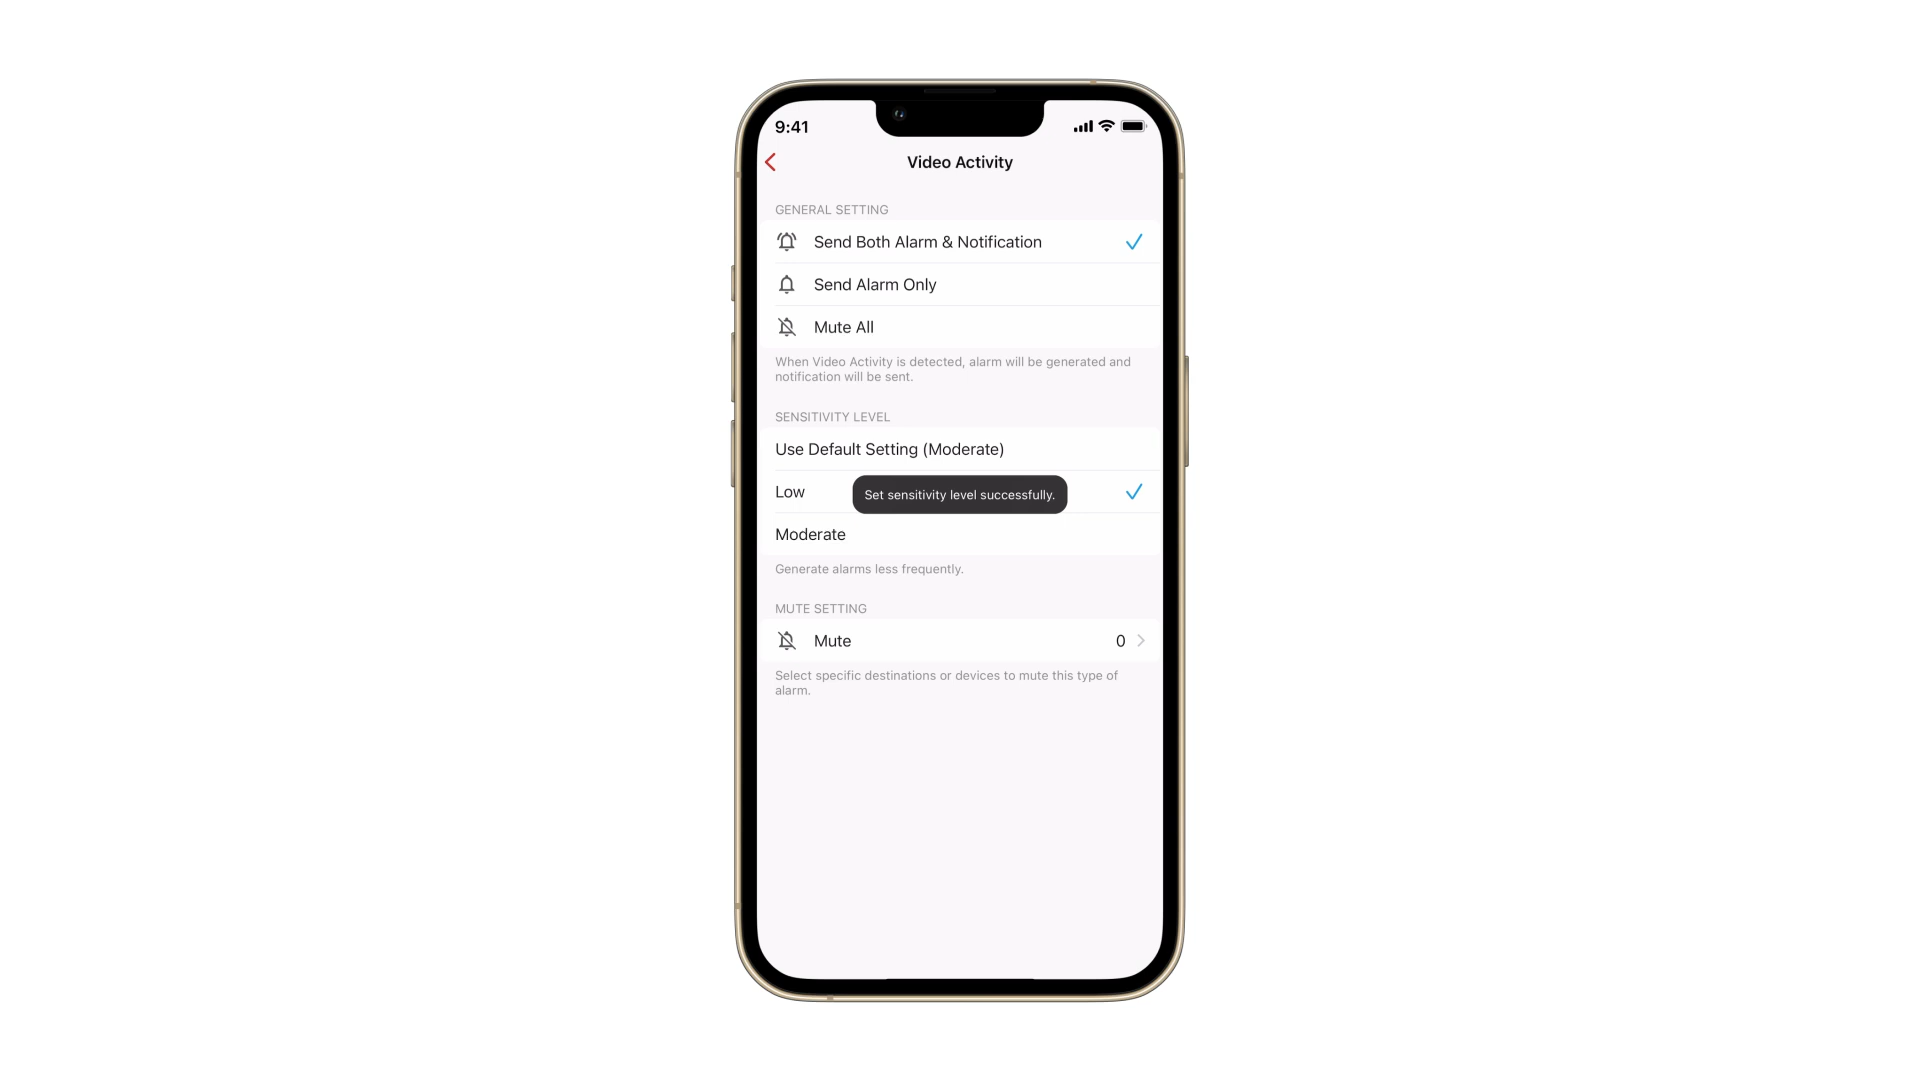 9:41
Video Activity
GENERAL SETTING
Send Both Alarm & Notification
Send Alarm Only
Mute All
When Video Activity is detected, alarm will be generated and
notification will be sent.
SENSITIVITY LEVEL
Use Default Setting (Moderate)
Low
Set sensitivity level successfully.
Moderate
Generate alarms less frequently.
MUTE SETTING
Mute 0
Select specific destinations or devices to mute this type of
alarm.